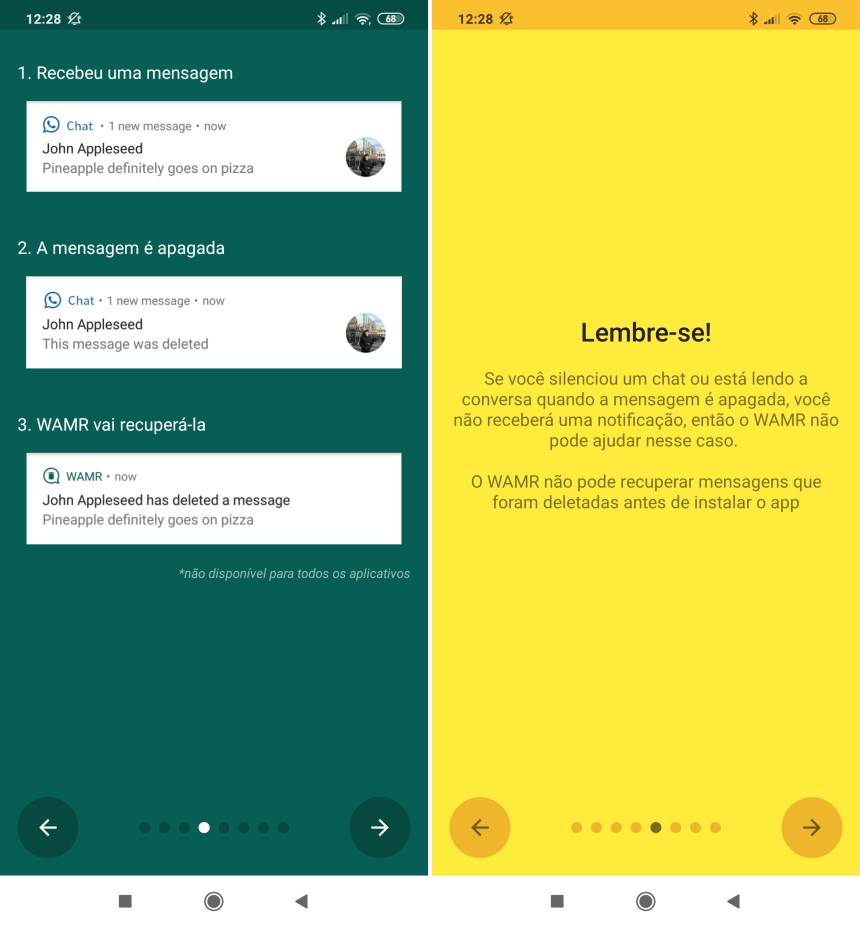 12:28
68
1. Recebeu uma mensagem
Chat • 1 new message • now
John Appleseed
Pineapple definitely goes on pizza
2. A mensagem é apagada
Chat • 1 new message • now
John Appleseed
This message was deleted
3. WAMR vai recuperá-la
WAMR • now
John Appleseed has deleted a message
Pineapple definitely goes on pizza
*não disponível para todos os aplicativos
12:28
68
Lembre-se!
Se você silenciou um chat ou está lendo a
conversa quando a mensagem é apagada, você
não receberá uma notificação, então o WAMR não
pode ajudar nesse caso.
O WAMR não pode recuperar mensagens que
foram deletadas antes de instalar o app